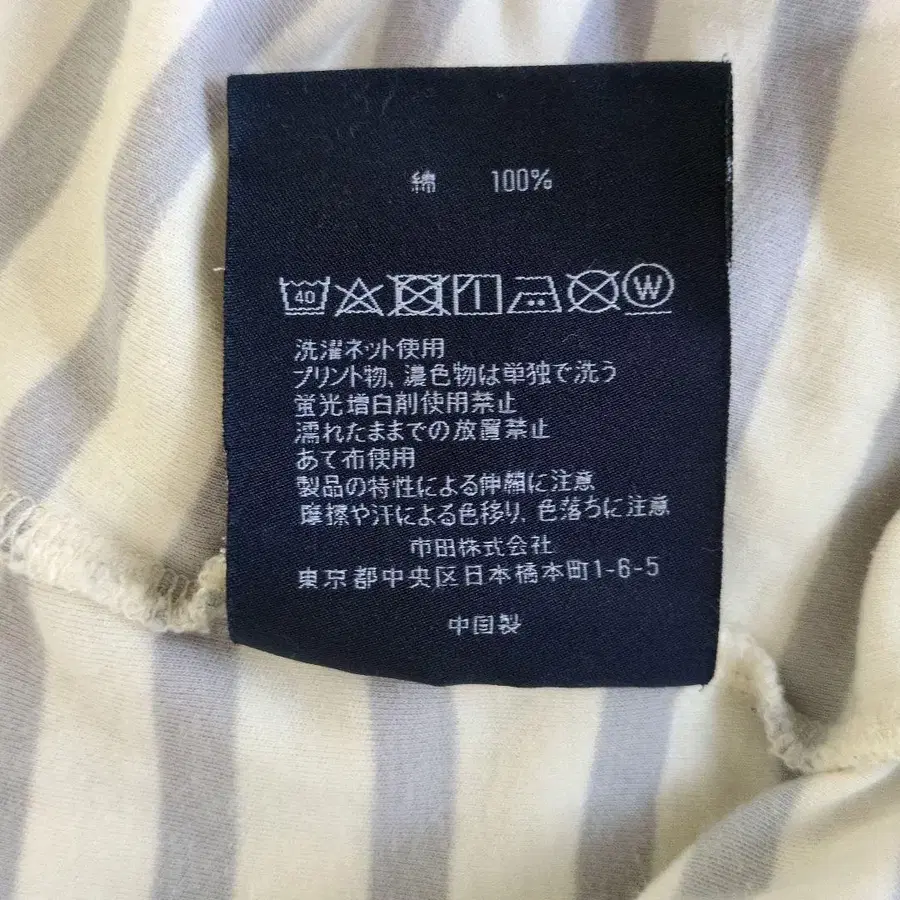 綿 100%
40 W
洗濯ネット使用
プリント物、濃色物は単独で洗う
蛍光増白剤使用禁止
濡れたままでの放置禁止
あて布使用
製品の特性による伸縮に注意
摩擦や汗による色移り、色落ちに注意
市田株式会社
東京都中央区日本橋本町1-6-5
中国製